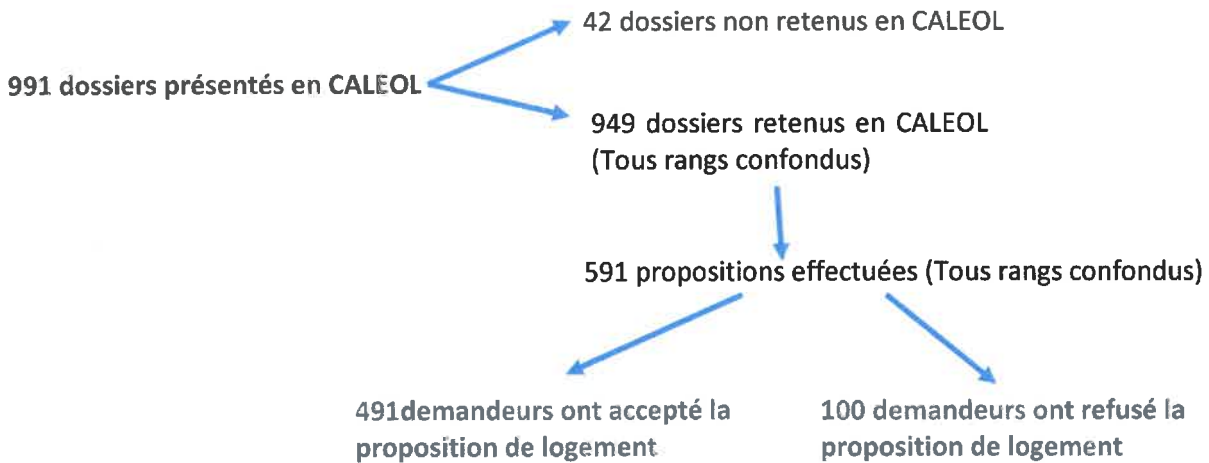 42 dossiers non retenus en CALEOL
991 dossiers présentés en CALEOL
949 dossiers retenus en CALEOL
(Tous rangs confondus)
591 propositions effectuées (Tous rangs confondus)
491demandeurs ont accepté la
proposition de logement
100 demandeurs ont refusé la
proposition de logement